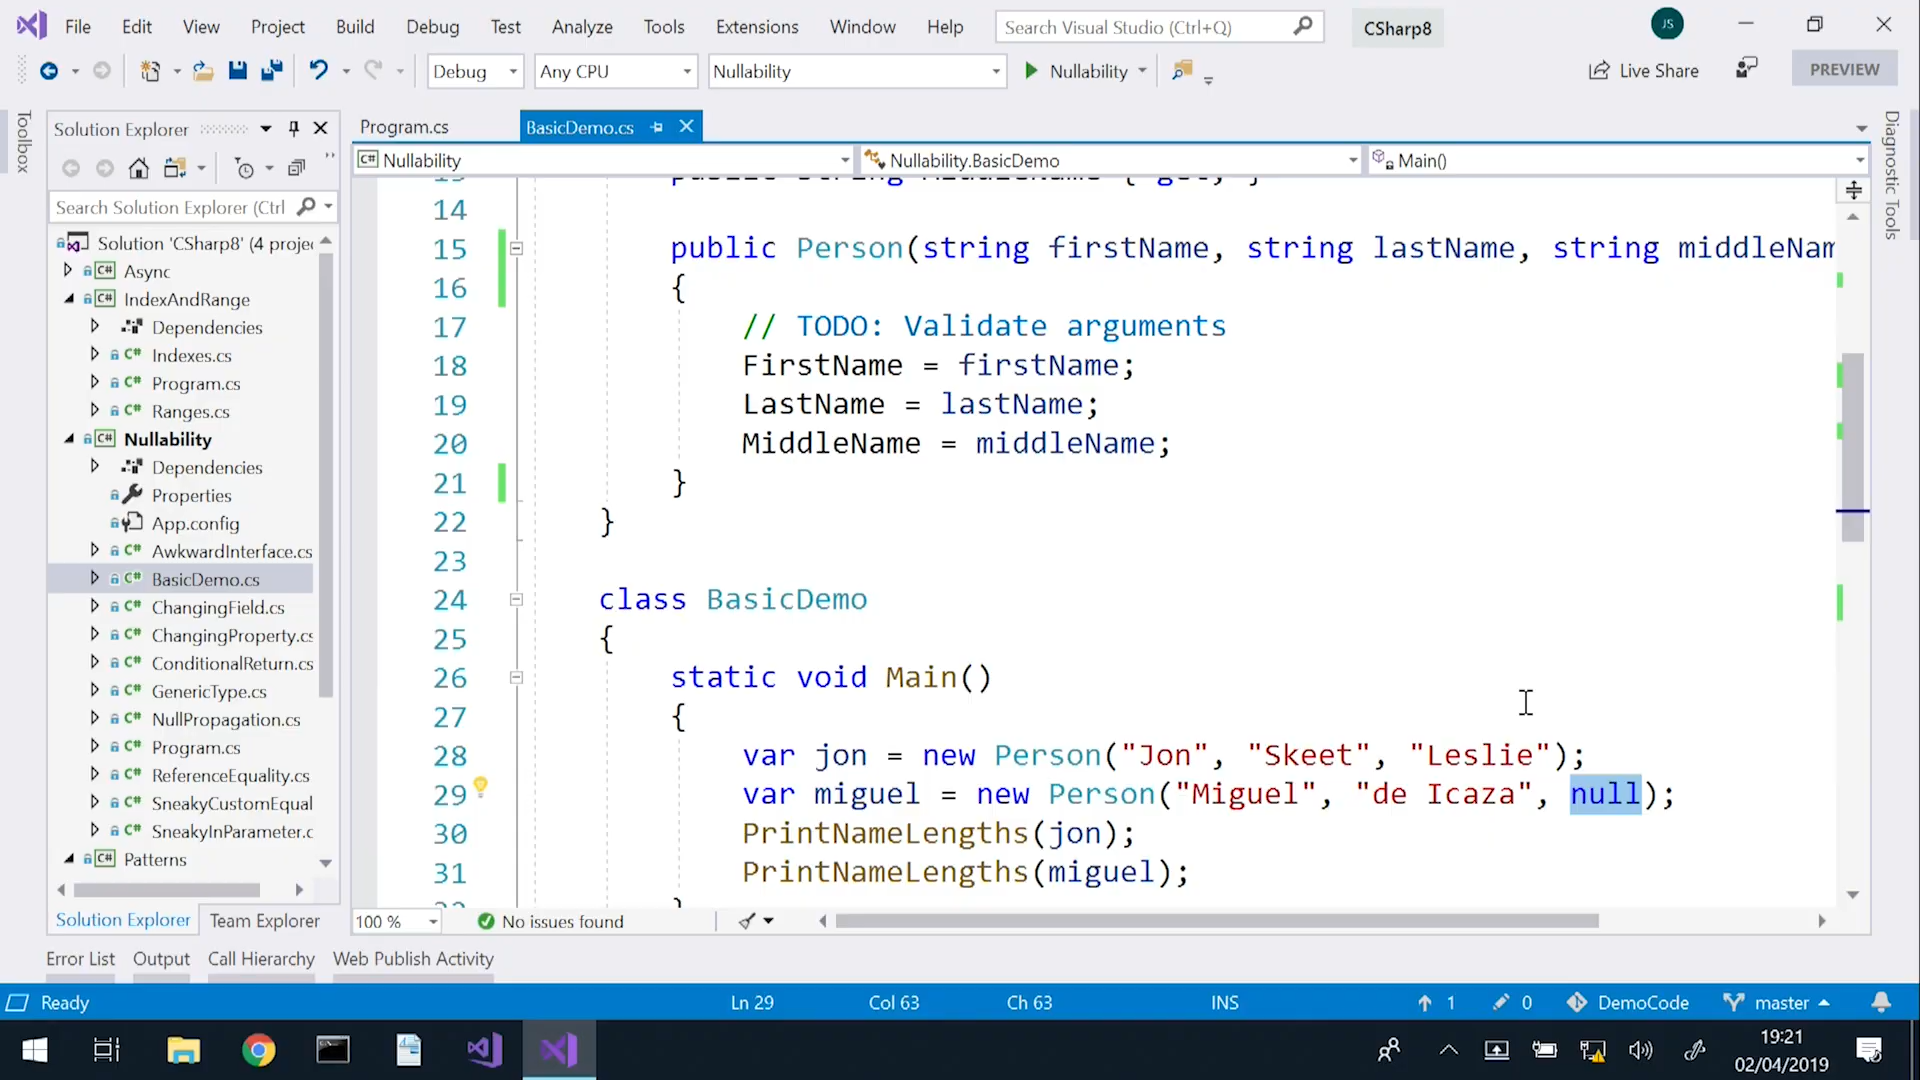 File Edit View Project Build Debug Test Analyze Tools Extensions Window Help Search Visual Studio (Ctrl+Q) CSharp8 JS
Debug Any CPU Nullability Nullability Live Share PREVIEW
Toolbox
Solution Explorer
Search Solution Explorer (Ctrl
Solution 'CSharp8' (4 proje
C# Async
C# IndexAndRange
Dependencies
C# Indexes.cs
C# Program.cs
C# Ranges.cs
C# Nullability
Dependencies
Properties
App.config
C# AwkwardInterface.cs
C# BasicDemo.cs
C# ChangingField.cs
C# ChangingProperty.cs
C# ConditionalReturn.cs
C# GenericType.cs
C# NullPropagation.cs
C# Program.cs
C# ReferenceEquality.cs
C# SneakyCustomEqual
C# SneakyInParameter.c
C# Patterns
Solution Explorer Team Explorer
Program.cs BasicDemo.cs
C# Nullability Nullability.BasicDemo Main()
14
15 public Person(string firstName, string lastName, string middleNam
16 {
17 // TODO: Validate arguments
18 FirstName = firstName;
19 LastName = lastName;
20 MiddleName = middleName;
21 }
22 }
23
24 class BasicDemo
25 {
26 static void Main()
27 {
28 var jon = new Person("Jon", "Skeet", "Leslie");
29 var miguel = new Person("Miguel", "de Icaza", null);
30 PrintNameLengths(jon);
31 PrintNameLengths(miguel);
100 % No issues found
Diagnostic Tools
Error List Output Call Hierarchy Web Publish Activity
Ready Ln 29 Col 63 Ch 63 INS 1 0 DemoCode master
19:21
02/04/2019